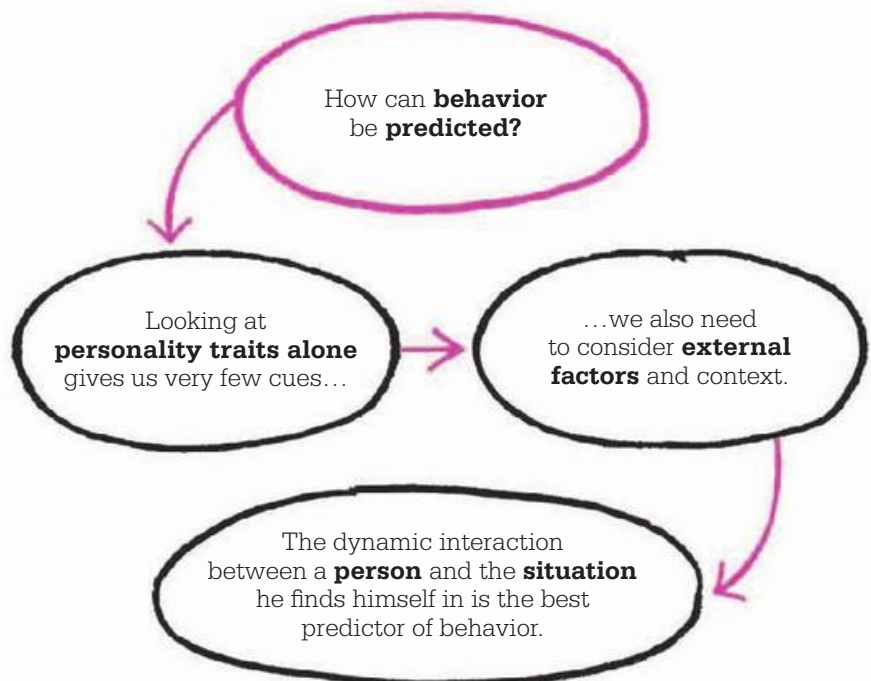 How can behavior
be predicted?
Looking at
personality traits alone
gives us very few cues…
…we also need
to consider external
factors and context.
The dynamic interaction
between a person and the situation
he finds himself in is the best
predictor of behavior.